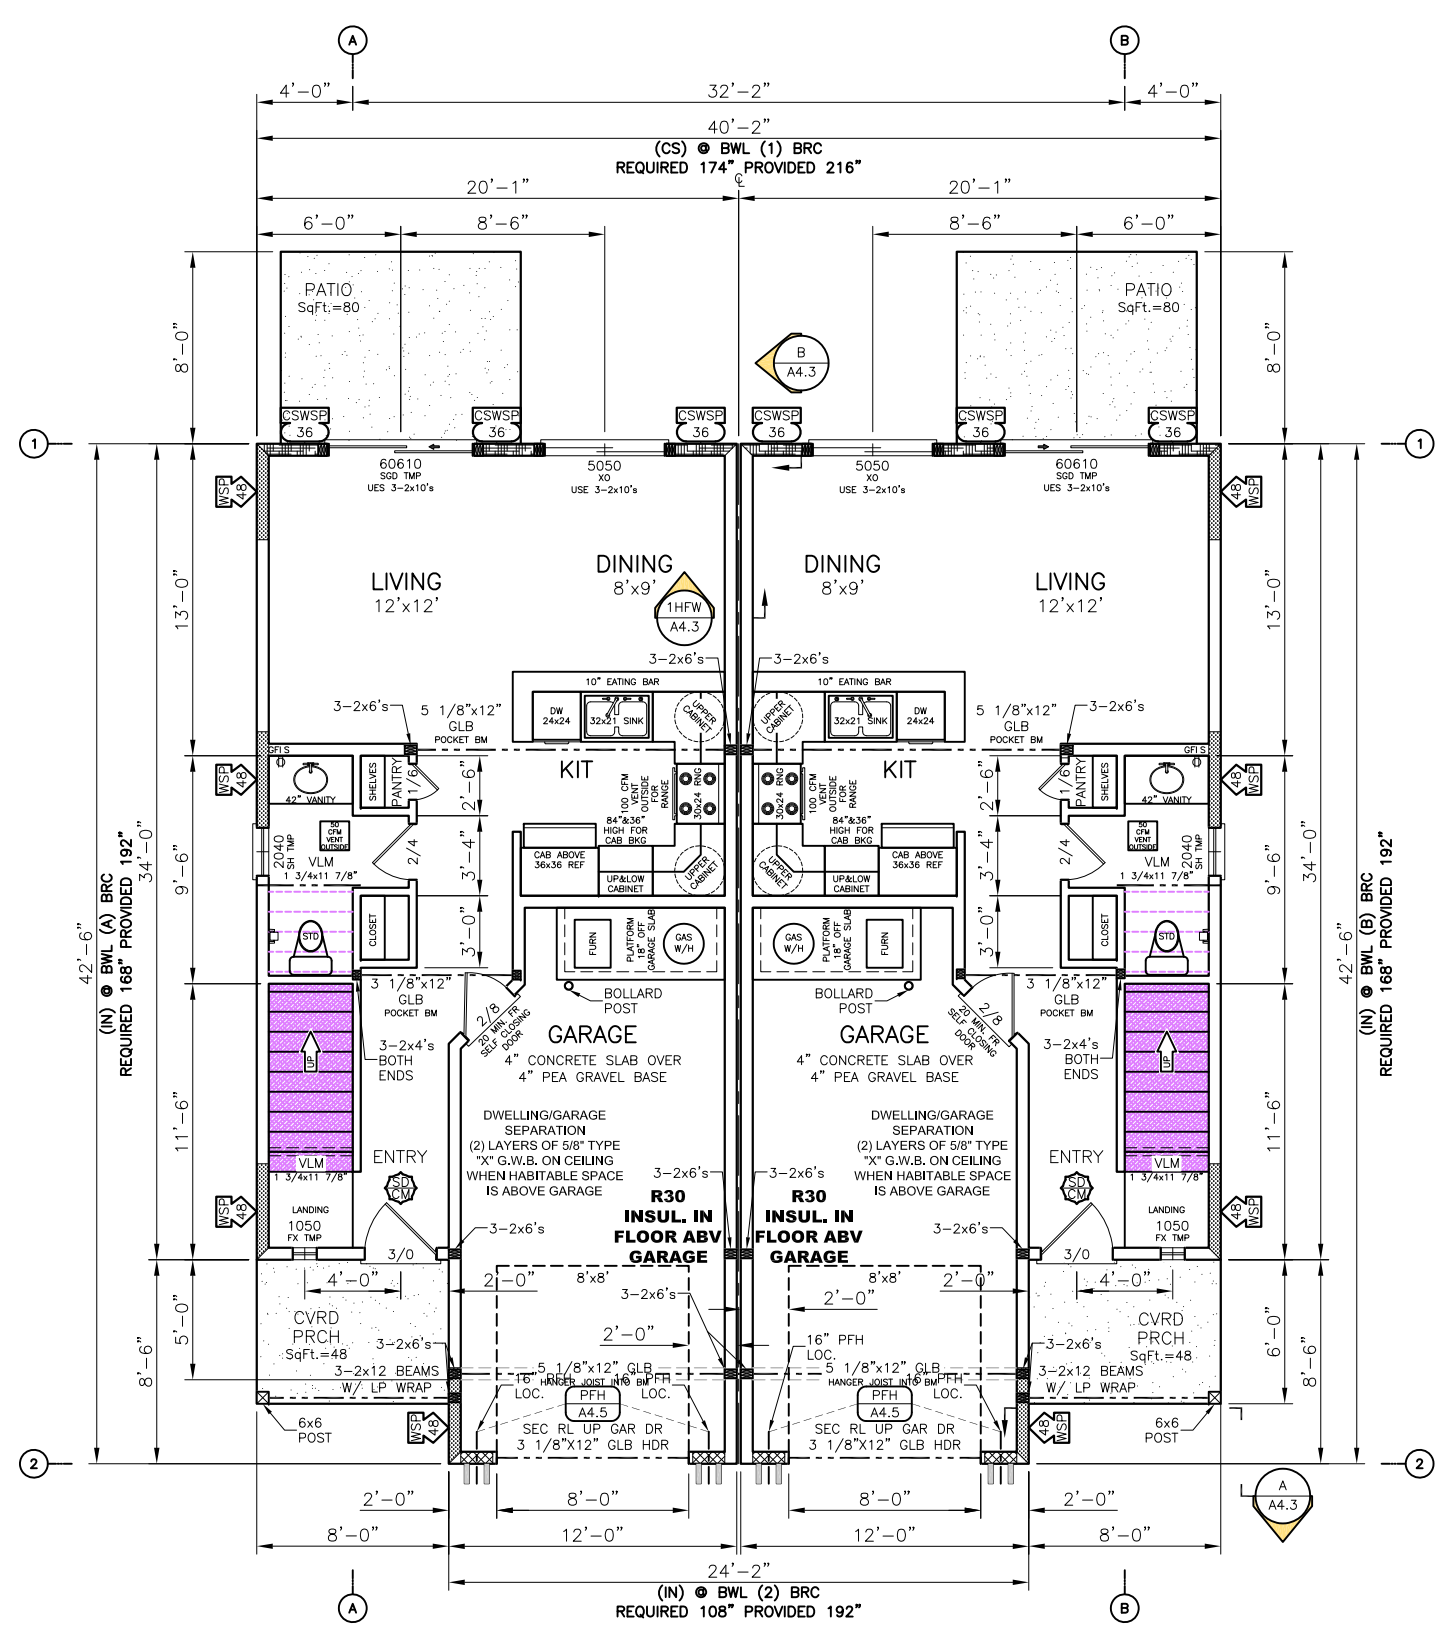 A B
4'-0" 32'-2" 4'-0"
40'-2"
(CS) @ BWL (1) BRC
REQUIRED 174" PROVIDED 216"
20'-1" ℄ 20'-1"
6'-0" 8'-6" 8'-6" 6'-0"
PATIO
SqFt.=80
PATIO
SqFt.=80
8'-0" 8'-0"
B
A4.3
CSWSP CSWSP CSWSP CSWSP CSWSP CSWSP
36 36 36 36 36 36
1 1
60610
SGD TMP
UES 3-2x10's
5050
XO
USE 3-2x10's
5050
XO
USE 3-2x10's
60610
SGD TMP
UES 3-2x10's
WSP 48 WSP 48
LIVING
12'x12'
DINING
8'x9'
DINING
8'x9'
LIVING
12'x12'
1HFW
A4.3
13'-0" 13'-0"
3-2x6's 3-2x6's
10" EATING BAR 10" EATING BAR
DW
24x24
32x21 SINK
UPPER
CABINET
UPPER
CABINET
32x21 SINK
DW
24x24
3-2x6's
5 1/8"x12"
GLB
POCKET BM
5 1/8"x12"
GLB
POCKET BM
3-2x6's
GFI S GFI S
KIT KIT
WSP 48 WSP 48
42" VANITY
SHELVES
PANTRY
1/6
2'-6"
100 CFM
VENT
OUTSIDE
FOR
RANGE
30x24 RNG
30x24 RNG
100 CFM
VENT
OUTSIDE
FOR
RANGE
2'-6"
1/6
PANTRY
SHELVES
42" VANITY
84"&36"
HIGH FOR
CAB BKG
84"&36"
HIGH FOR
CAB BKG
2040
SH TMP
50
CFM
VENT
OUTSIDE
VLM
1 3/4x11 7/8"
2/4
3'-4"
CAB ABOVE
36x36 REF
UP&LOW
CABINET
UPPER
CABINET
UPPER
CABINET
UP&LOW
CABINET
CAB ABOVE
36x36 REF
3'-4"
2/4
50
CFM
VENT
OUTSIDE
VLM
1 3/4x11 7/8"
2040
SH TMP
9'-6" 9'-6"
34'-0" 34'-0"
42'-6" 42'-6"
(IN) @ BWL (A) BRC
REQUIRED 168" PROVIDED 192"
(IN) @ BWL (B) BRC
REQUIRED 168" PROVIDED 192"
STD
CLOSET
3'-0"
FURN
PLATFORM
18" OFF
GARAGE SLAB
GAS
W/H
GAS
W/H
PLATFORM
18" OFF
GARAGE SLAB
FURN
3'-0"
CLOSET
STD
3 1/8"x12"
GLB
POCKET BM
BOLLARD
POST
BOLLARD
POST
3 1/8"x12"
GLB
POCKET BM
2/8
20 MIN. FR
SELF CLOSING
DOOR
2/8
20 MIN. FR
SELF CLOSING
DOOR
3-2x4's
BOTH
ENDS
3-2x4's
BOTH
ENDS
UP UP
GARAGE
4" CONCRETE SLAB OVER
4" PEA GRAVEL BASE
GARAGE
4" CONCRETE SLAB OVER
4" PEA GRAVEL BASE
DWELLING/GARAGE
SEPARATION
(2) LAYERS OF 5/8" TYPE
"X" G.W.B. ON CEILING
WHEN HABITABLE SPACE
IS ABOVE GARAGE
DWELLING/GARAGE
SEPARATION
(2) LAYERS OF 5/8" TYPE
"X" G.W.B. ON CEILING
WHEN HABITABLE SPACE
IS ABOVE GARAGE
11'-6" 11'-6"
VLM
1 3/4x11 7/8"
ENTRY
SD
CM
3-2x6's 3-2x6's
ENTRY
SD
CM
VLM
1 3/4x11 7/8"
R30
INSUL. IN
FLOOR ABV
GARAGE
R30
INSUL. IN
FLOOR ABV
GARAGE
WSP 48 WSP 48
LANDING
1050
FX TMP
3/0
3-2x6's
3-2x6's
3/0
LANDING
1050
FX TMP
4'-0" 2'-0" 8'x8' 8'x8' 2'-0" 4'-0"
3-2x6's
2'-0"
2'-0"
CVRD
PRCH
SqFt.=48
CVRD
PRCH
SqFt.=48
5'-0" 6'-0"
8'-6" 8'-6"
3-2x6's
3-2x12 BEAMS
W/ LP WRAP
5 1/8"x12" GLB
HANGER JOIST INTO BM
16" PFH
LOC.
16" PFH
LOC.
16" PFH
LOC.
5 1/8"x12" GLB
HANGER JOIST INTO BM
16" PFH
LOC.
3-2x6's
3-2x12 BEAMS
W/ LP WRAP
PFH
A4.5
PFH
A4.5
6x6
POST
WSP 48
SEC RL UP GAR DR
3 1/8"X12" GLB HDR
SEC RL UP GAR DR
3 1/8"X12" GLB HDR
WSP 48
6x6
POST
2 2
A
A4.3
2'-0" 8'-0" 8'-0" 2'-0"
8'-0" 12'-0" 12'-0" 8'-0"
24'-2"
(IN) @ BWL (2) BRC
REQUIRED 108" PROVIDED 192"
A B